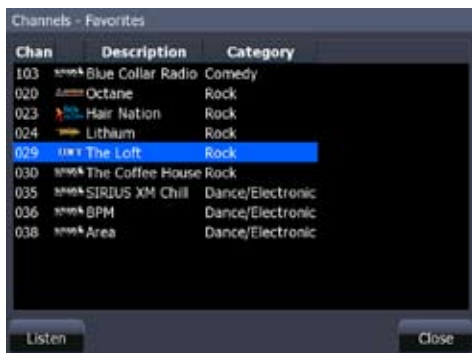 Channels - Favorites
Chan Description Category
103 Blue Collar Radio Comedy
020 Octane Rock
023 Hair Nation Rock
024 Lithium Rock
029 The Loft Rock
030 The Coffee House Rock
035 SIRIUS XM Chill Dance/Electronic
036 BPM Dance/Electronic
038 Area Dance/Electronic
Listen Close